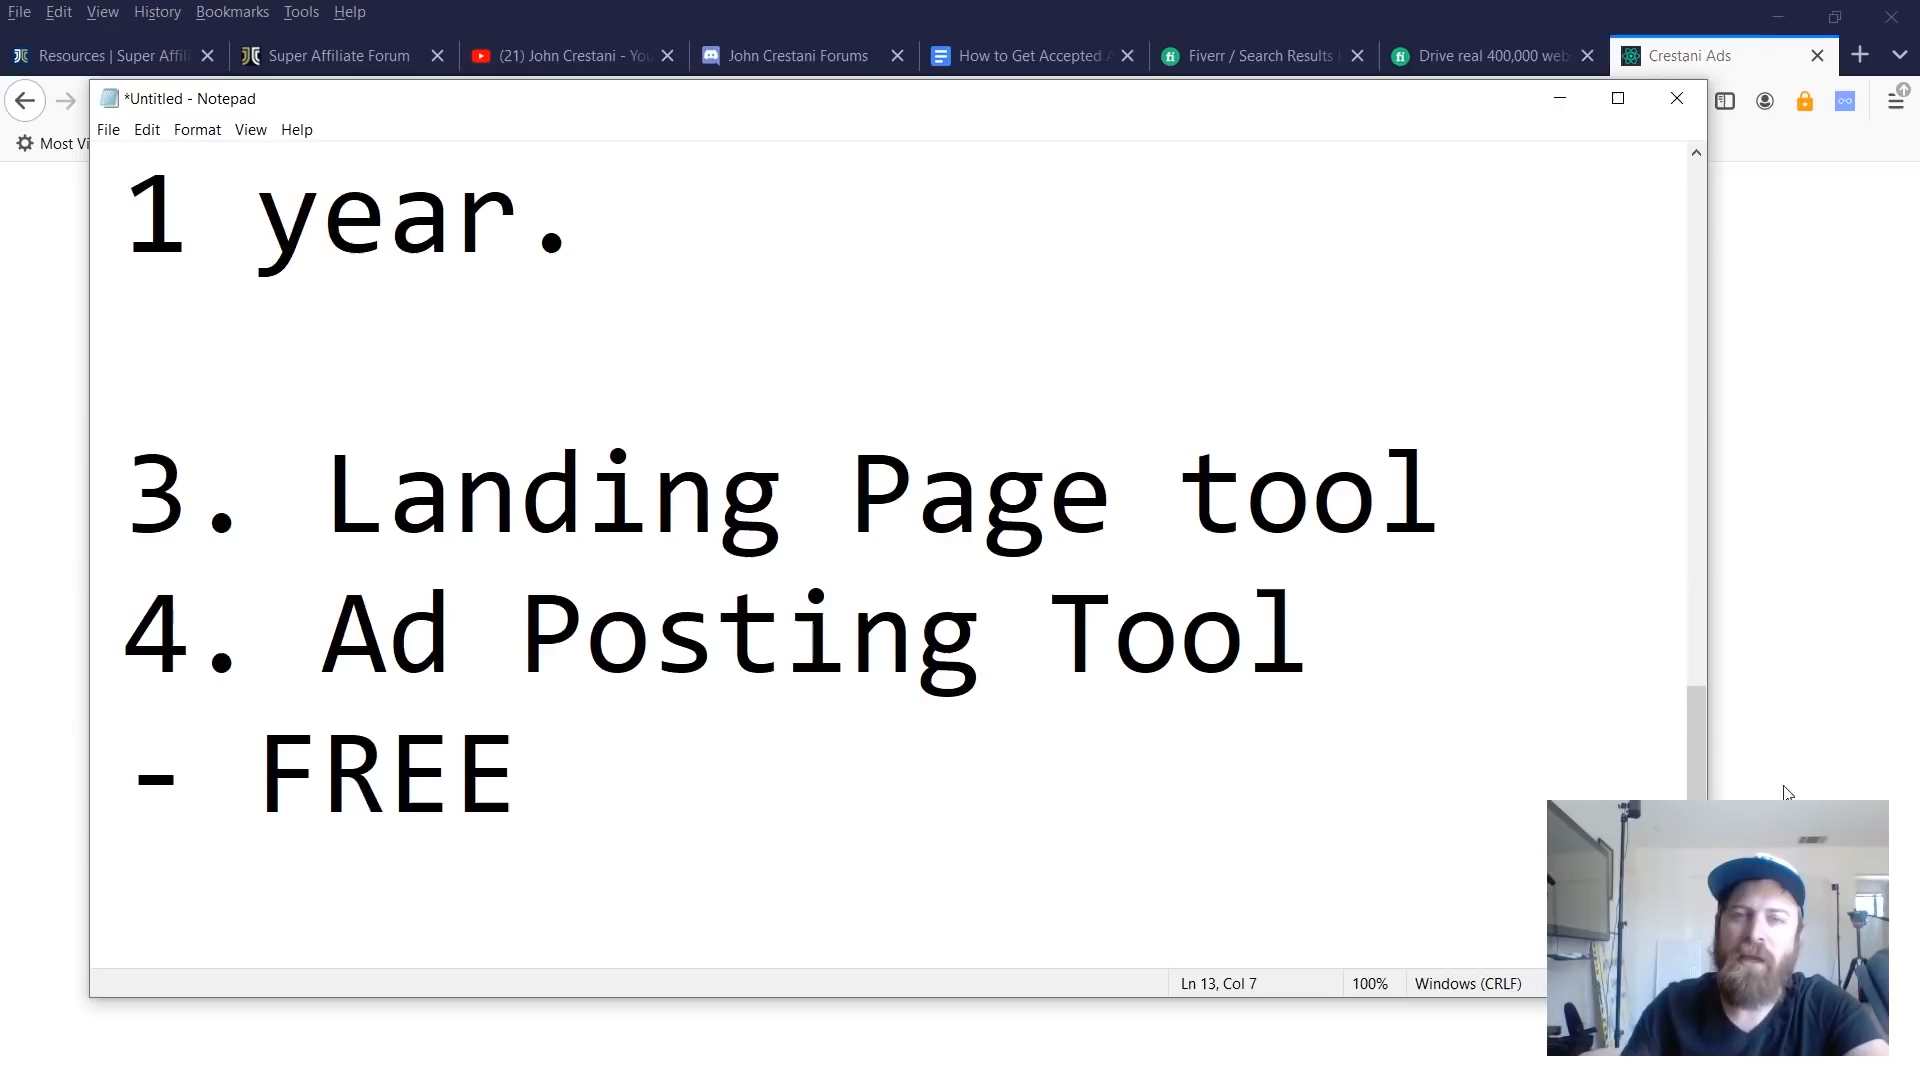 File Edit View History Bookmarks Tools Help
Resources | Super Affili
Super Affiliate Forum
(21) John Crestani - You
John Crestani Forums
How to Get Accepted A
Fiverr / Search Results
Drive real 400,000 web
Crestani Ads
*Untitled - Notepad
File Edit Format View Help
Most Vi
1 year.
3. Landing Page tool
4. Ad Posting Tool
- FREE
Ln 13, Col 7
100%
Windows (CRLF)